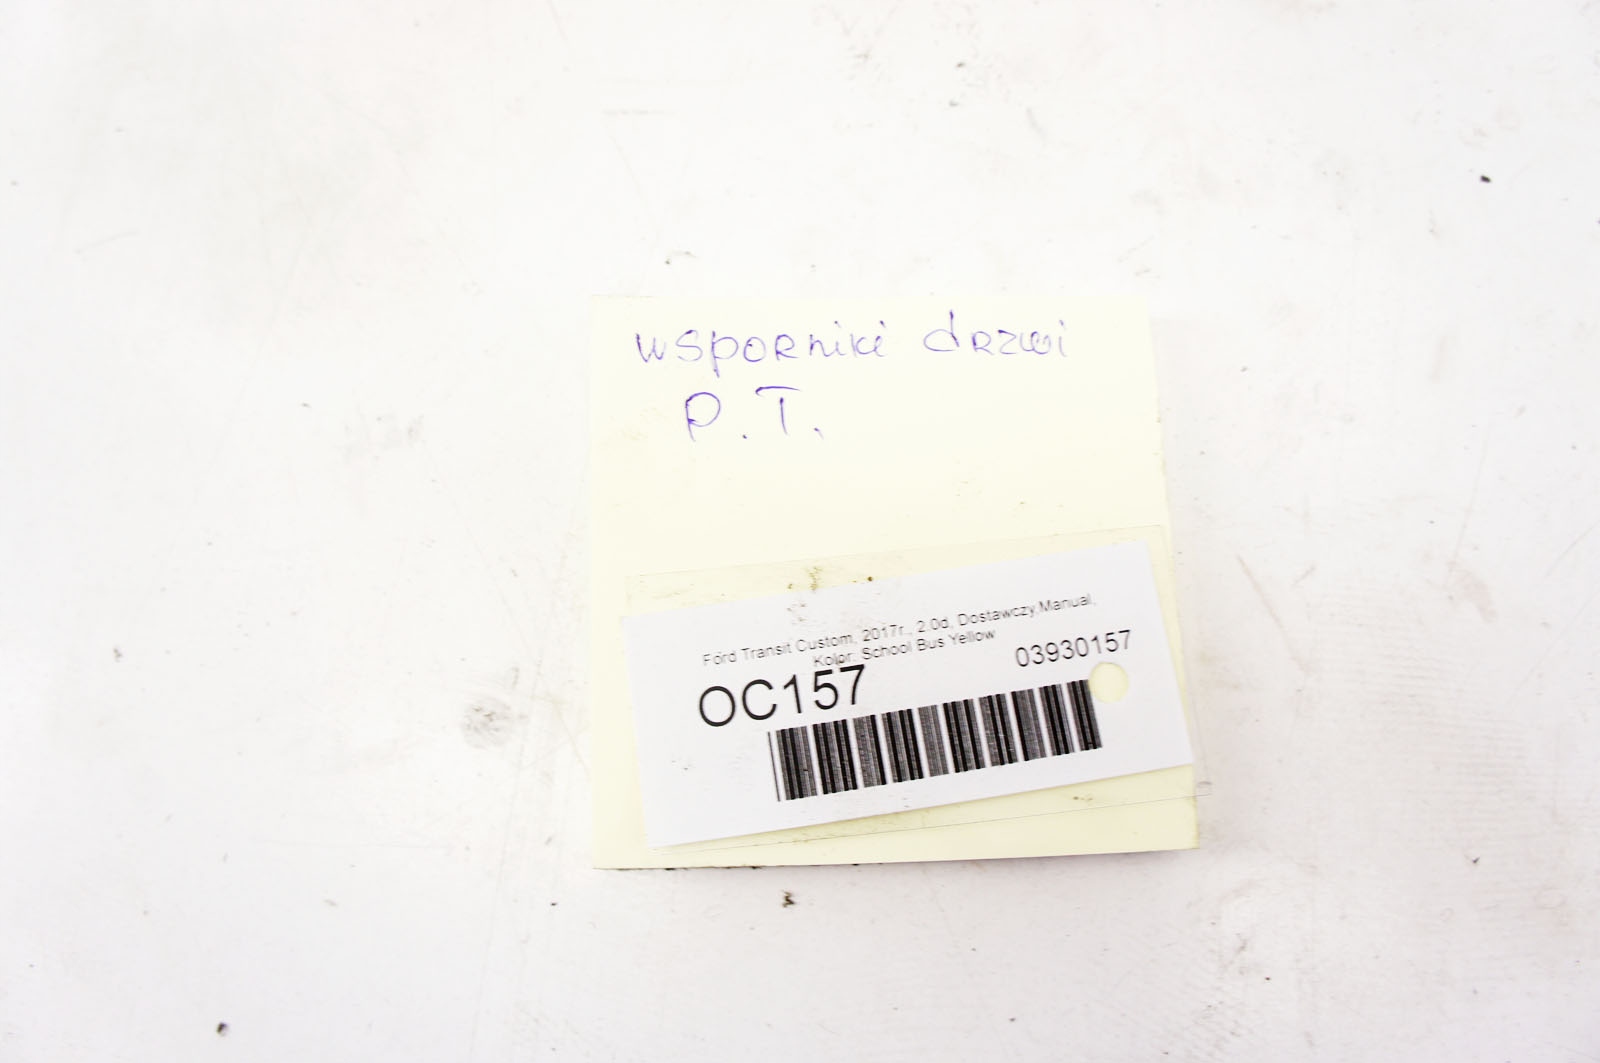 wsporniki drzwi
P.T.
Ford Transit Custom, 2017r., 2.0d, Dostawczy,Manual,
Kolor: School Bus Yellow
03930157
OC157